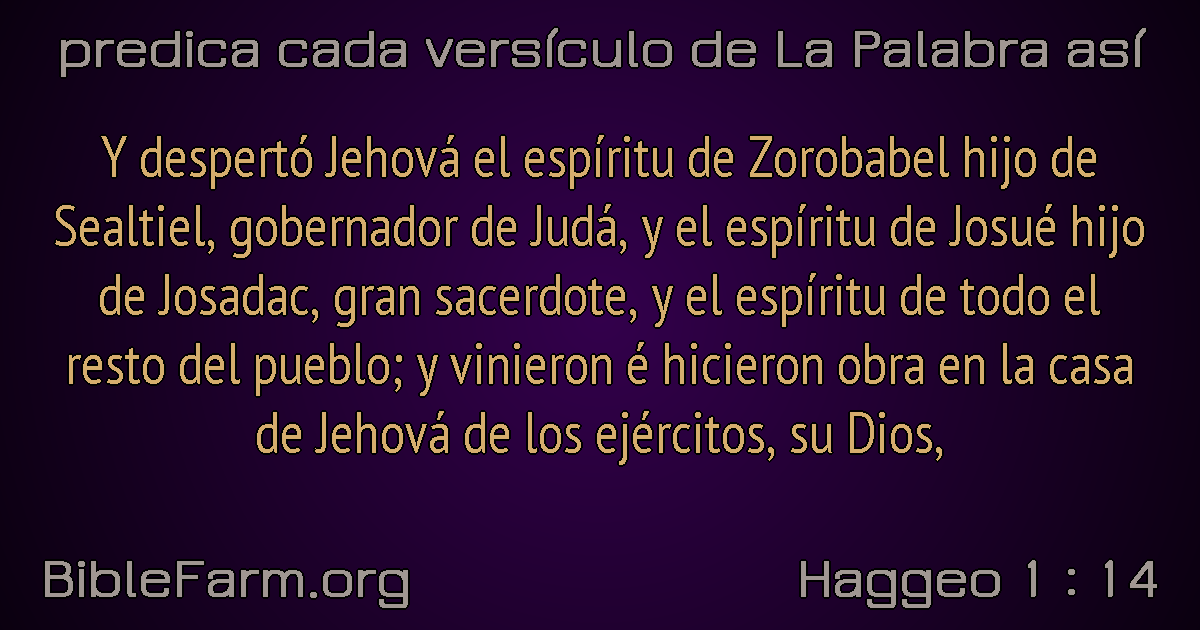 predica cada versículo de La Palabra así
Y despertó Jehová el espíritu de Zorobabel hijo de
Sealtiel, gobernador de Judá, y el espíritu de Josué hijo
de Josadac, gran sacerdote, y el espíritu de todo el
resto del pueblo; y vinieron é hicieron obra en la casa
de Jehová de los ejércitos, su Dios,
BibleFarm.org
Haggeo 1 : 14